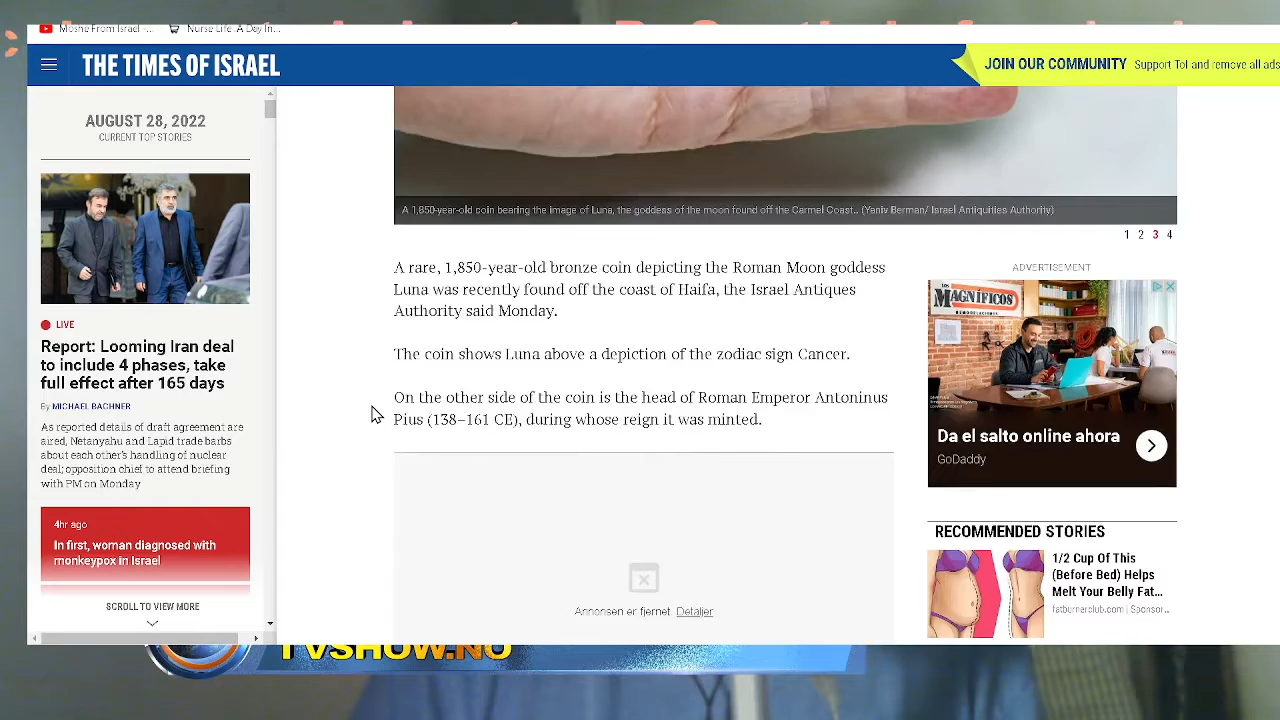 Moshe From Israel -...
Nurse Life: A Day In...
THE TIMES OF ISRAEL
JOIN OUR COMMUNITY Support ToI and remove all ads
AUGUST 28, 2022
CURRENT TOP STORIES
LIVE
Report: Looming Iran deal
to include 4 phases, take
full effect after 165 days
By MICHAEL BACHNER
As reported details of draft agreement are
aired, Netanyahu and Lapid trade barbs
about each other's handling of nuclear
deal; opposition chief to attend briefing
with PM on Monday
4hr ago
In first, woman diagnosed with
monkeypox in Israel
SCROLL TO VIEW MORE
A 1,850-year-old coin bearing the image of Luna, the goddess of the moon found off the Carmel Coast.. (Yaniv Berman/ Israel Antiquities Authority)
1 2 3 4
A rare, 1,850-year-old bronze coin depicting the Roman Moon goddess
Luna was recently found off the coast of Haifa, the Israel Antiques
Authority said Monday.
The coin shows Luna above a depiction of the zodiac sign Cancer.
On the other side of the coin is the head of Roman Emperor Antoninus
Pius (138–161 CE), during whose reign it was minted.
Annonsen er fjernet. Detaljer
ADVERTISEMENT
LOS
MAGNÍFICOS
Da el salto online ahora
GoDaddy
RECOMMENDED STORIES
1/2 Cup Of This
(Before Bed) Helps
Melt Your Belly Fat...
fatburnerclub.com | Sponsor...
TVSHOW.NU